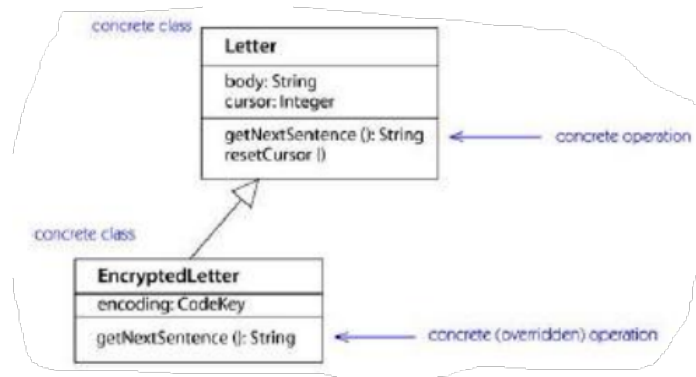 concrete class
Letter
body: String
cursor: Integer
getNextSentence (): String
concrete operation
resetCursor ()
concrete class
EncryptedLetter
encoding: CodeKey
getNextSentence (): String
concrete (overridden) operation